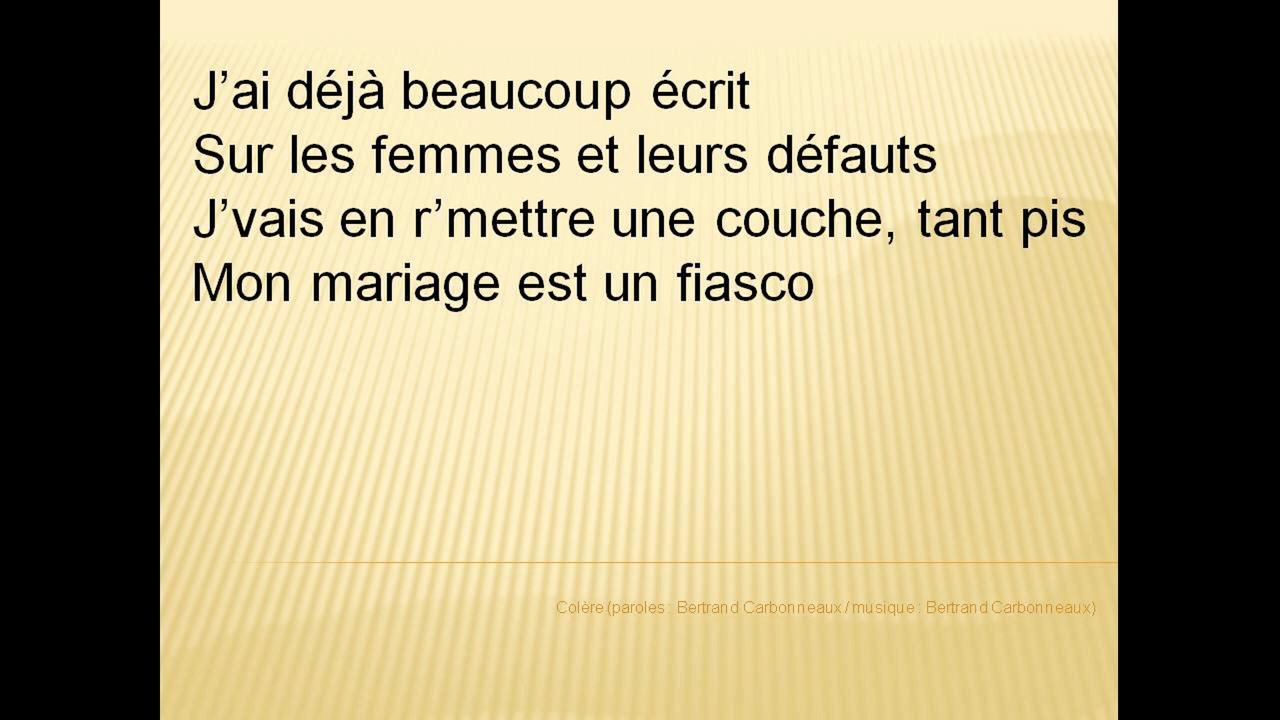 J’ai déjà beaucoup écrit
Sur les femmes et leurs défauts
J’vais en r’mettre une couche, tant pis
Mon mariage est un fiasco
Colère (paroles : Bertrand Carbonneaux / musique : Bertrand Carbonneaux)